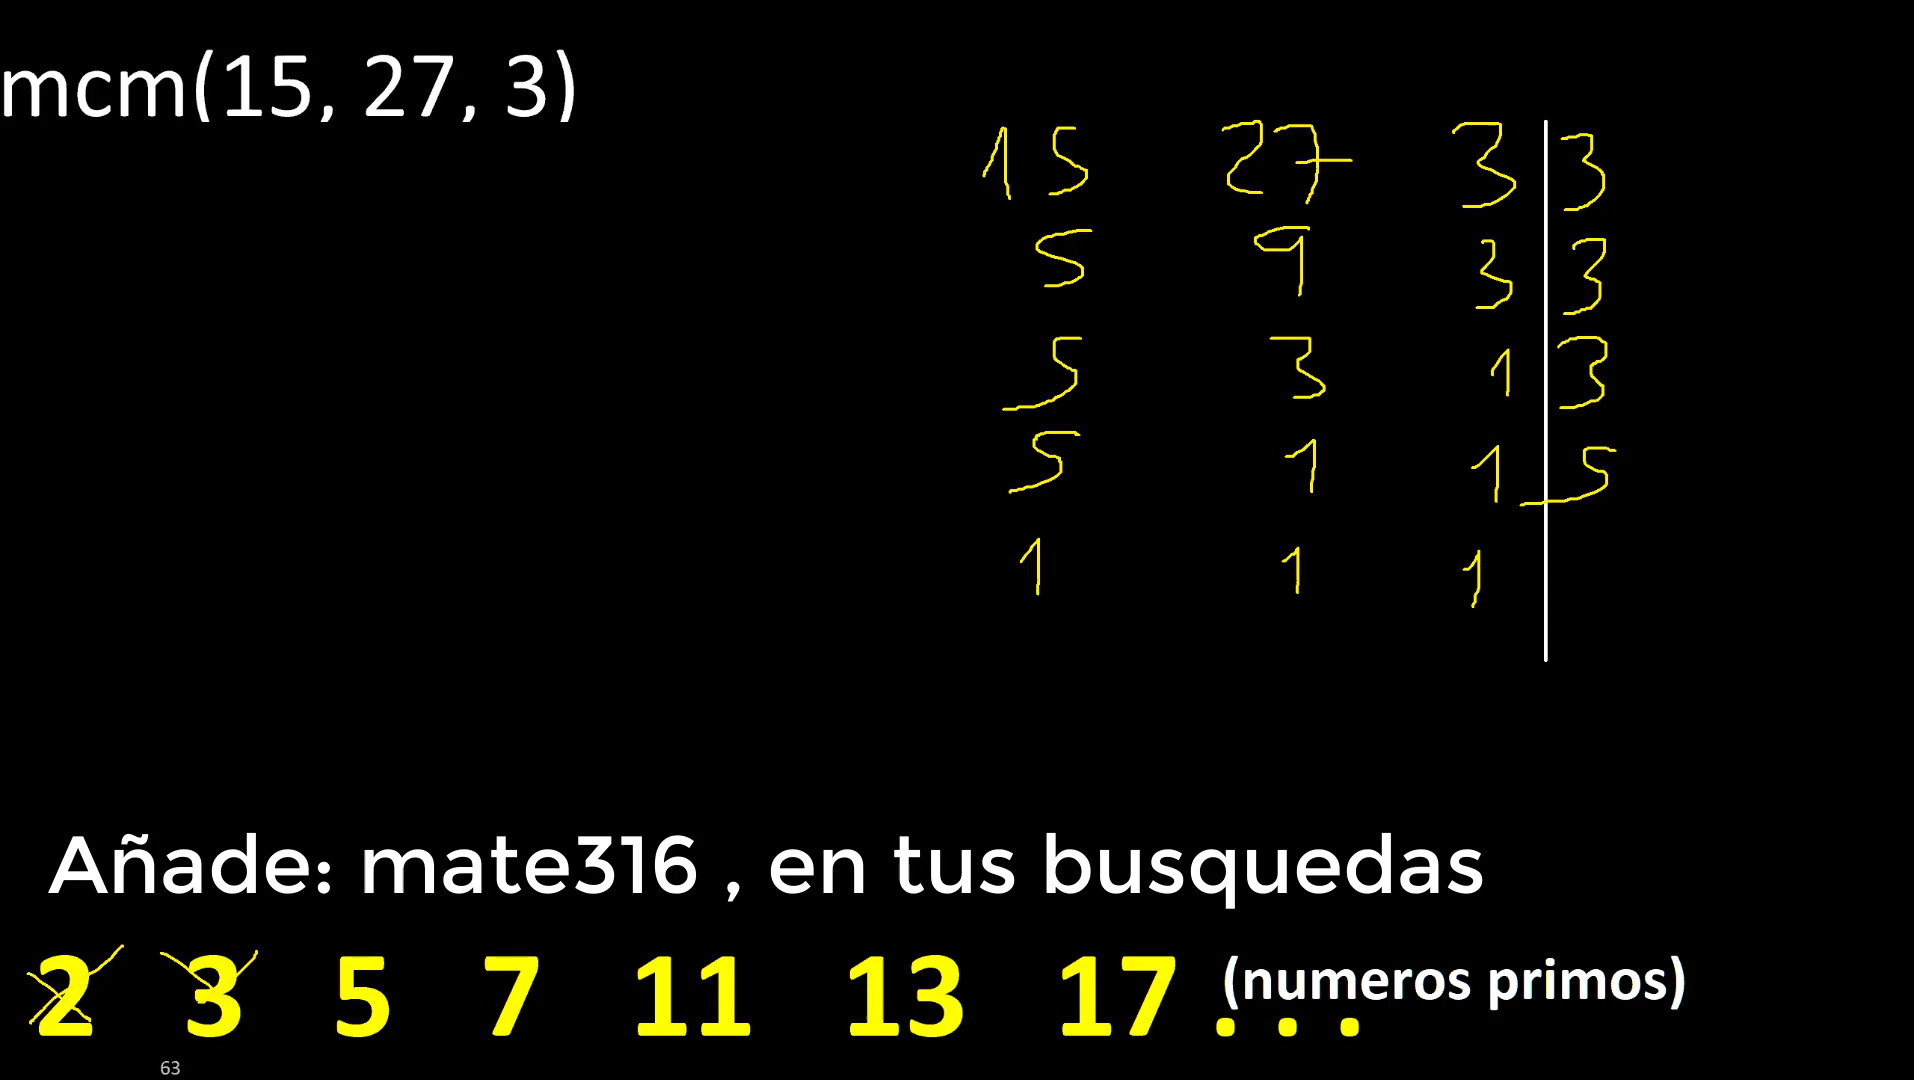 mcm(15, 27, 3)
15 27 3 3
5 9 3 3
5 3 1 3
5 1 1 5
1 1 1
Añade: mate316 , en tus busquedas
2 3 5 7 11 13 17 . . . (numeros primos)
63